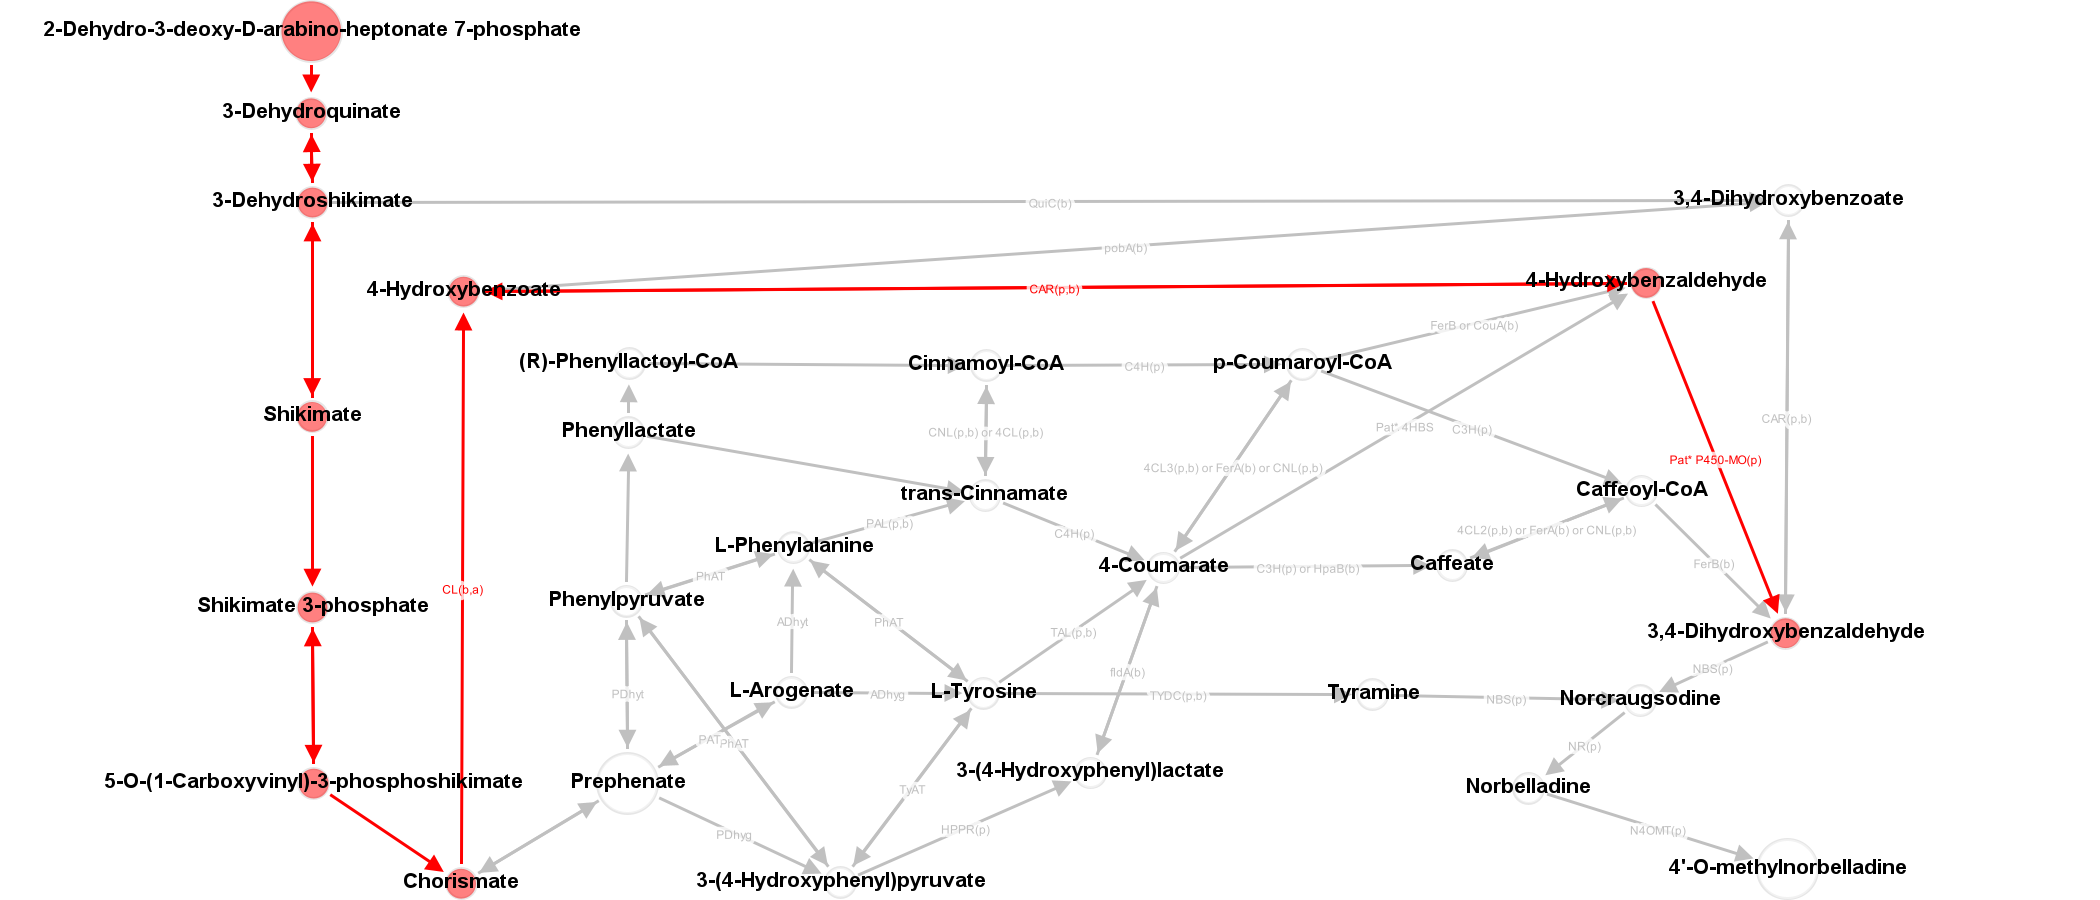 2-Dehydro-3-deoxy-D-arabino-heptonate 7-phosphate
3-Dehydroquinate
3-Dehydroshikimate
QuiC(b)
3,4-Dihydroxybenzoate
pobA(b)
4-Hydroxybenzoate
CAR(p,b)
4-Hydroxybenzaldehyde
FerB or CouA(b)
(R)-Phenyllactoyl-CoA
Cinnamoyl-CoA
C4H(p)
p-Coumaroyl-CoA
Shikimate
Phenyllactate
CNL(p,b) or 4CL(p,b)
Pat* 4HBS
C3H(p)
CAR(p,b)
4CL3(p,b) or FerA(b) or CNL(p,b)
Pat* P450-MO(p)
trans-Cinnamate
Caffeoyl-CoA
PAL(p,b)
C4H(p)
4CL2(p,b) or FerA(b) or CNL(p,b)
L-Phenylalanine
4-Coumarate
C3H(p) or HpaB(b)
Caffeate
FerB(b)
PhAT
CL(b,a)
Shikimate 3-phosphate
Phenylpyruvate
ADhyt
PhAT
TAL(p,b)
3,4-Dihydroxybenzaldehyde
fldA(b)
NBS(p)
PDhyt
L-Arogenate
ADhyg
L-Tyrosine
TYDC(p,b)
Tyramine
NBS(p)
Norcraugsodine
PAT
PhAT
NR(p)
5-O-(1-Carboxyvinyl)-3-phosphoshikimate
Prephenate
3-(4-Hydroxyphenyl)lactate
TyAT
Norbelladine
PDhyg
HPPR(p)
N4OMT(p)
Chorismate
3-(4-Hydroxyphenyl)pyruvate
4'-O-methylnorbelladine